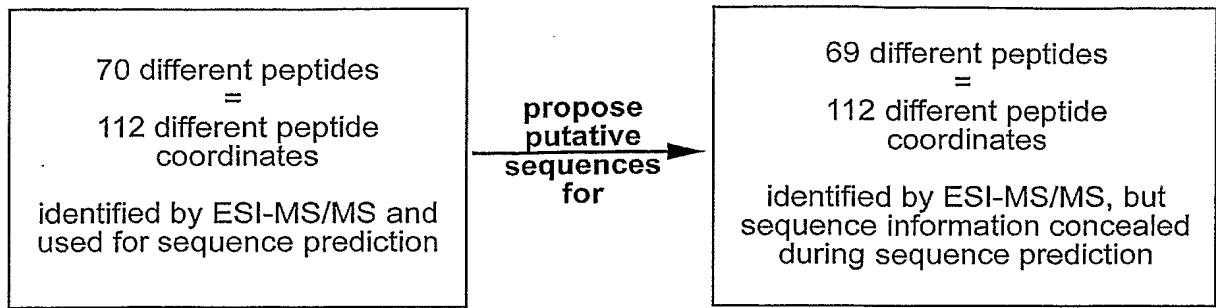 70 different peptides
=
112 different peptide
coordinates
identified by ESI-MS/MS and
used for sequence prediction
propose
putative
sequences
for
69 different peptides
=
112 different peptide
coordinates
identified by ESI-MS/MS, but
sequence information concealed
during sequence prediction